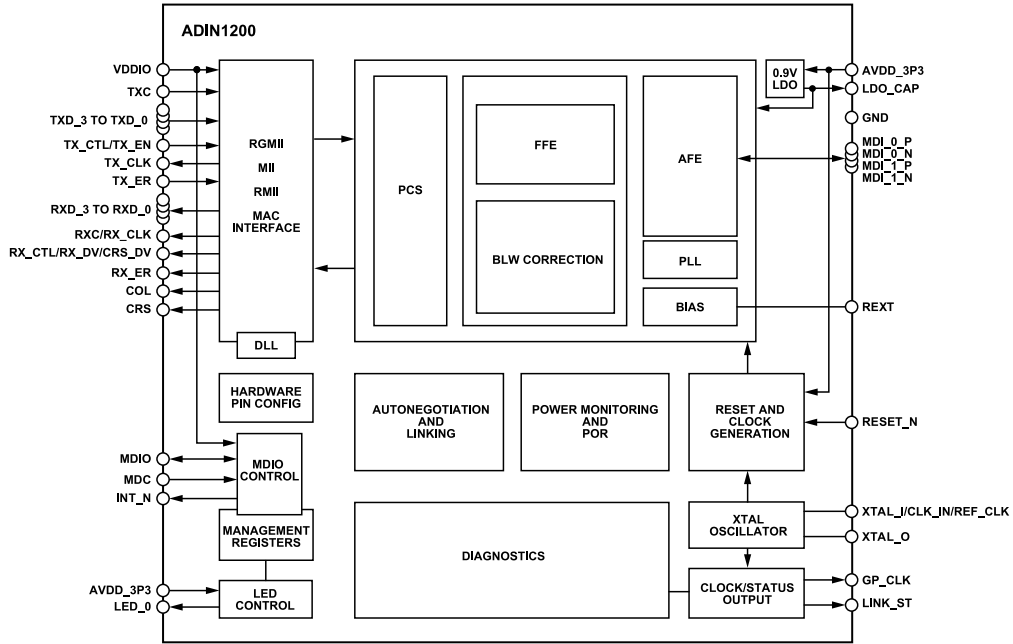 ADIN1200
VDDIO
TXC
TXD_3 TO TXD_0
TX_CTL/TX_EN
TX_CLK
TX_ER
RXD_3 TO RXD_0
RXC/RX_CLK
RX_CTL/RX_DV/CRS_DV
RX_ER
COL
CRS
RGMII
MII
RMII
MAC
INTERFACE
DLL
PCS
FFE
BLW CORRECTION
AFE
PLL
BIAS
0.9V
LDO
AVDD_3P3
LDO_CAP
GND
MDI_0_P
MDI_0_N
MDI_1_P
MDI_1_N
REXT
HARDWARE
PIN CONFIG
AUTONEGOTIATION
AND
LINKING
POWER MONITORING
AND
POR
RESET AND
CLOCK
GENERATION
RESET_N
MDIO
MDC
INT_N
MDIO
CONTROL
MANAGEMENT
REGISTERS
AVDD_3P3
LED_0
LED
CONTROL
DIAGNOSTICS
XTAL
OSCILLATOR
XTAL_I/CLK_IN/REF_CLK
XTAL_O
CLOCK/STATUS
OUTPUT
GP_CLK
LINK_ST